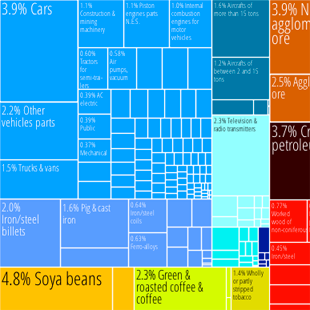 3.9% Cars
1.1%
Construction &
mining
machinery
1.1% Piston
engines parts
N.E.S.
1.0% Internal
combustion
engines for
motor
vehicles
1.6% Aircrafts of
more than 15 tons
3.9% N
agglom
ore
0.60%
Tractors
for
semi-trai-
lers
0.58%
Air
pumps,
vacuum
1.2% Aircrafts of
between 2 and 15
tons
2.5% Aggl
ore
0.39% AC
electric
2.2% Other
vehicles parts
0.39%
Public
2.3% Television &
radio transmitters
3.7% Cr
petrole
0.37%
Mechanical
1.5% Trucks & vans
2.0%
Iron/steel
billets
1.6% Pig & cast
iron
0.64%
Iron/steel
coils
0.63%
Ferro-alloys
0.77%
Worked
wood of
non-coniferous
0.45%
Iron/steel
4.8% Soya beans
2.3% Green &
roasted coffee &
coffee
1.4% Wholly
or partly
stripped
tobacco